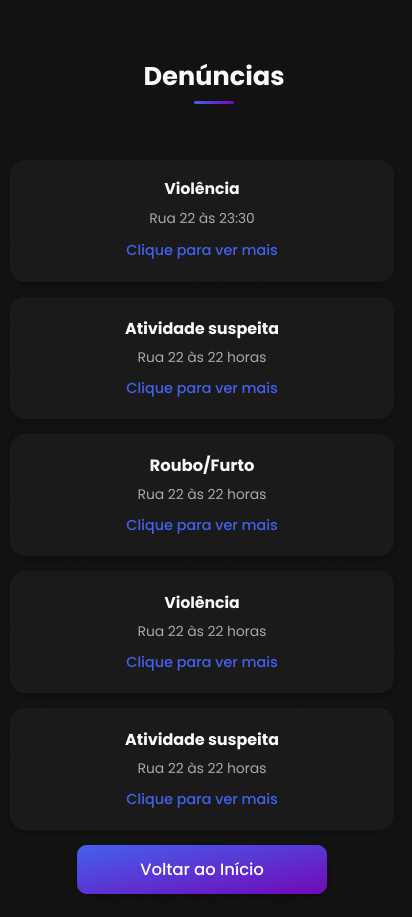 Denúncias
Violência
Rua 22 às 23:30
Clique para ver mais
Atividade suspeita
Rua 22 às 22 horas
Clique para ver mais
Roubo/Furto
Rua 22 às 22 horas
Clique para ver mais
Violência
Rua 22 às 22 horas
Clique para ver mais
Atividade suspeita
Rua 22 às 22 horas
Clique para ver mais
Voltar ao Início